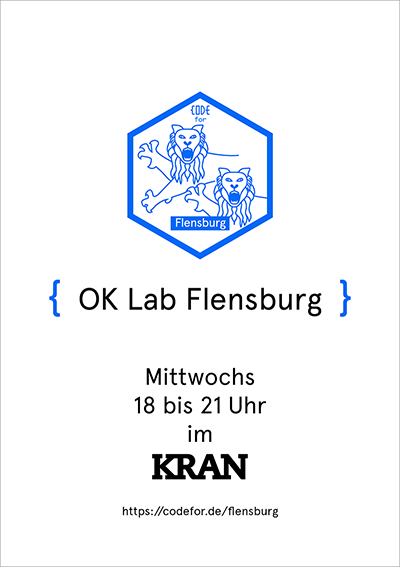 CODE
for
Flensburg
{ OK Lab Flensburg }
Mittwochs
18 bis 21 Uhr
im
KRAN
https://codefor.de/flensburg